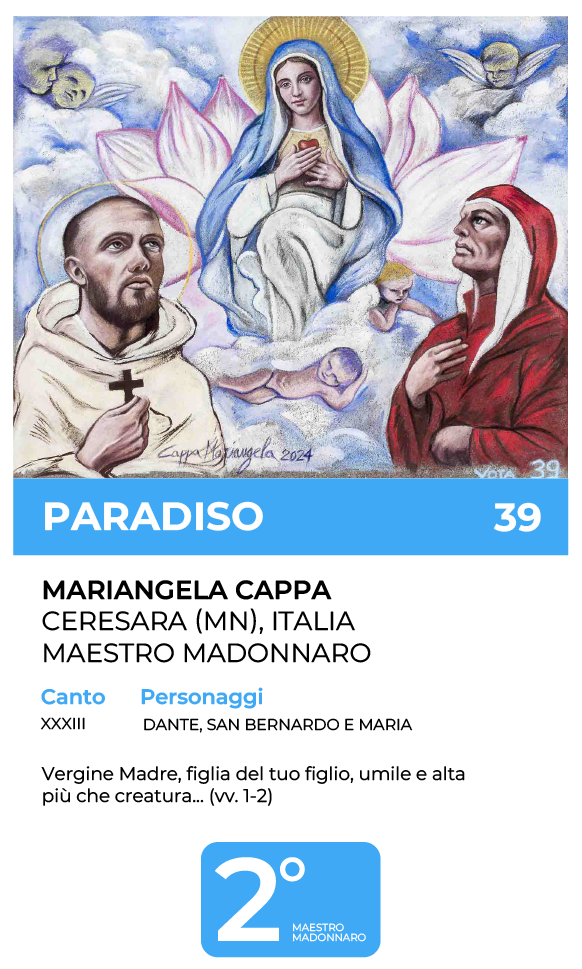 Cappa Mariangela 2024
VOTA 39
PARADISO 39
MARIANGELA CAPPA
CERESARA (MN), ITALIA
MAESTRO MADONNARO
Canto Personaggi
XXXIII DANTE, SAN BERNARDO E MARIA
Vergine Madre, figlia del tuo figlio, umile e alta
più che creatura... (vv. 1-2)
2°
MAESTRO
MADONNARO